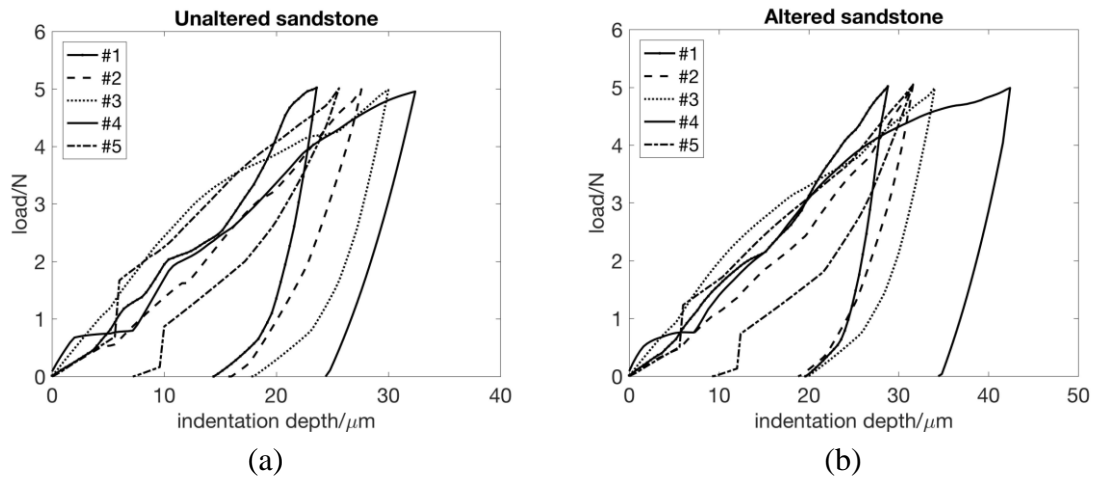 Unaltered sandstone
6
5
4
3
2
1
0
load/N
#1
#2
#3
#4
#5
0 10 20 30 40
indentation depth/μm
(a)
Altered sandstone
6
5
4
3
2
1
0
load/N
#1
#2
#3
#4
#5
0 10 20 30 40 50
indentation depth/μm
(b)